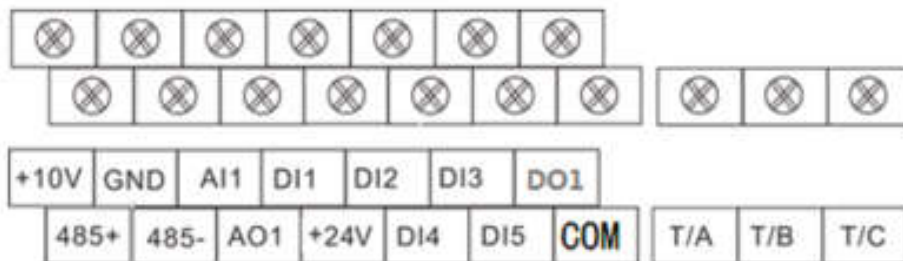 +10V GND AI1 DI1 DI2 DI3 DO1
485+ 485- AO1 +24V DI4 DI5 COM T/A T/B T/C